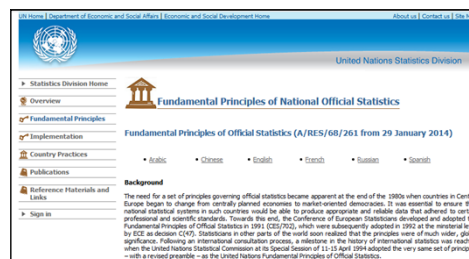 UN Home | Department of Economic and Social Affairs | Economic and Social Development Home
About us | Contact us | Site M
United Nations Statistics Division
Statistics Division Home
Overview
Fundamental Principles
Implementation
Country Practices
Publications
Reference Materials and
Links
Sign in
Fundamental Principles of National Official Statistics
Fundamental Principles of Official Statistics (A/RES/68/261 from 29 January 2014)
• Arabic • Chinese • English • French • Russian • Spanish
Background
The need for a set of principles governing official statistics became apparent at the end of the 1980s when countries in Cent
Europe began to change from centrally planned economies to market-oriented democracies. It was essential to ensure th
national statistical systems in such countries would be able to produce appropriate and reliable data that adhered to cert
professional and scientific standards. Towards this end, the Conference of European Statisticians developed and adopted t
Fundamental Principles of Official Statistics in 1991 (CES/702), which were subsequently adopted in 1992 at the ministerial lev
by ECE as decision C(47). Statisticians in other parts of the world soon realized that the principles were of much wider, glo
significance. Following an international consultation process, a milestone in the history of international statistics was reach
when the United Nations Statistical Commission at its Special Session of 11-15 April 1994 adopted the very same set of princip
– with a revised preamble – as the United Nations Fundamental Principles of Official Statistics.